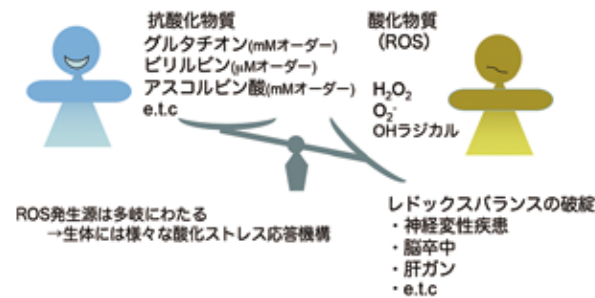 抗酸化物質
グルタチオン(mMオーダー)
ビリルビン(μMオーダー)
アスコルビン酸(mMオーダー)
e.t.c
酸化物質
(ROS)
H₂O₂
O₂⁻
OHラジカル
ROS発生源は多岐にわたる
→生体には様々な酸化ストレス応答機構
レドックスバランスの破綻
・神経変性疾患
・脳卒中
・肝ガン
・e.t.c